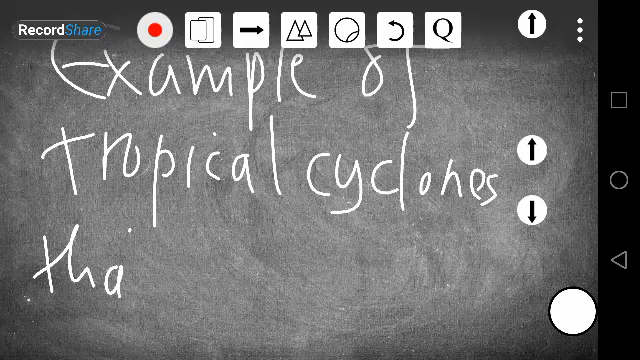 RecordShare
Q
Example of
tropical cyclones
tha